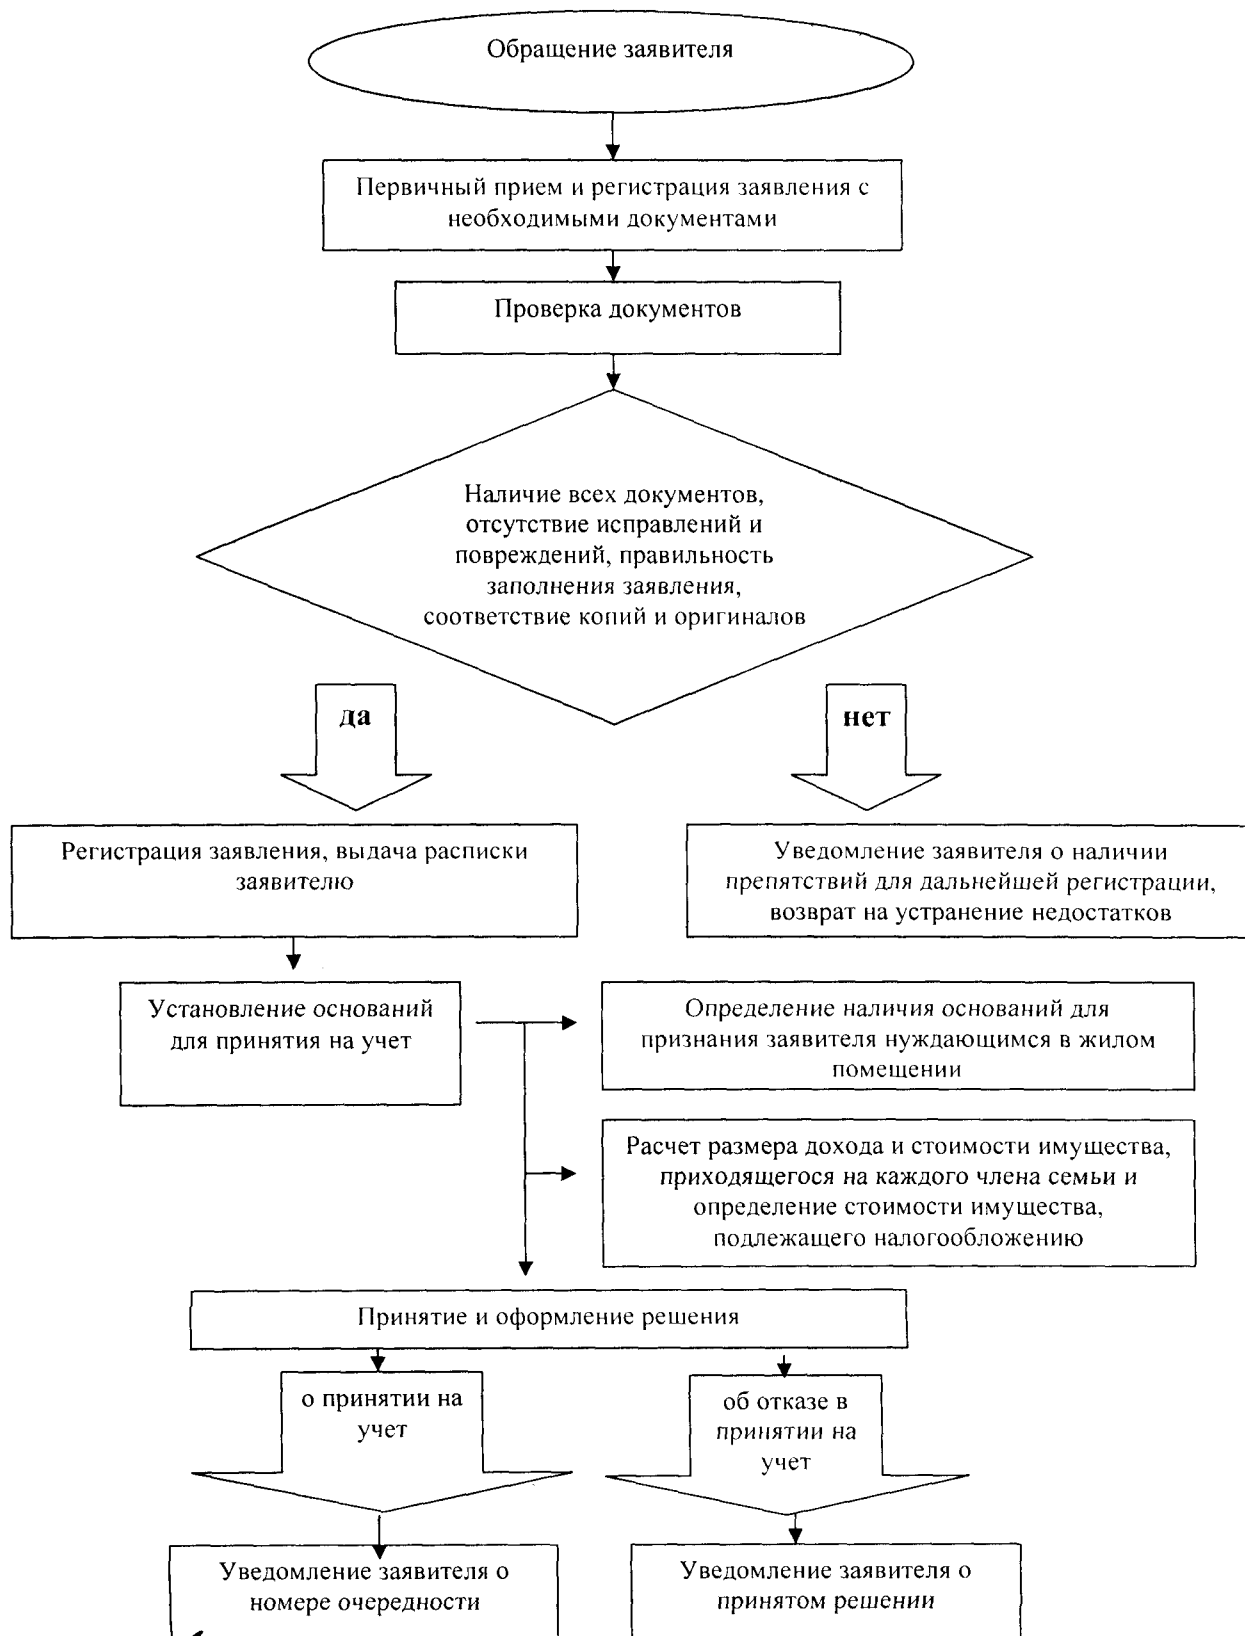 Обращение заявителя
Первичный прием и регистрация заявления с
необходимыми документами
Проверка документов
Наличие всех документов,
отсутствие исправлений и
повреждений, правильность
заполнения заявления,
соответствие копий и оригиналов
да
нет
Регистрация заявления, выдача расписки
заявителю
Уведомление заявителя о наличии
препятствий для дальнейшей регистрации,
возврат на устранение недостатков
Установление оснований
для принятия на учет
Определение наличия оснований для
признания заявителя нуждающимся в жилом
помещении
Расчет размера дохода и стоимости имущества,
приходящегося на каждого члена семьи и
определение стоимости имущества,
подлежащего налогообложению
Принятие и оформление решения
о принятии на
учет
об отказе в
принятии на
учет
Уведомление заявителя о
номере очередности
Уведомление заявителя о
принятом решении